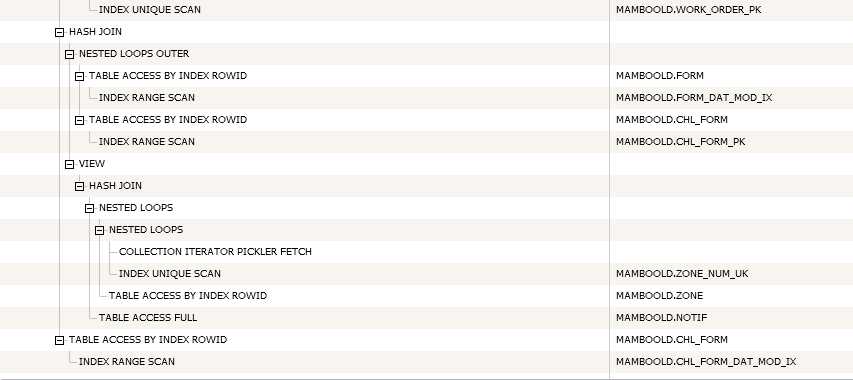 INDEX UNIQUE SCAN MAMBOOLD.WORK_ORDER_PK
HASH JOIN
NESTED LOOPS OUTER
TABLE ACCESS BY INDEX ROWID MAMBOOLD.FORM
INDEX RANGE SCAN MAMBOOLD.FORM_DAT_MOD_IX
TABLE ACCESS BY INDEX ROWID MAMBOOLD.CHL_FORM
INDEX RANGE SCAN MAMBOOLD.CHL_FORM_PK
VIEW
HASH JOIN
NESTED LOOPS
NESTED LOOPS
COLLECTION ITERATOR PICKLER FETCH
INDEX UNIQUE SCAN MAMBOOLD.ZONE_NUM_UK
TABLE ACCESS BY INDEX ROWID MAMBOOLD.ZONE
TABLE ACCESS FULL MAMBOOLD.NOTIF
TABLE ACCESS BY INDEX ROWID MAMBOOLD.CHL_FORM
INDEX RANGE SCAN MAMBOOLD.CHL_FORM_DAT_MOD_IX